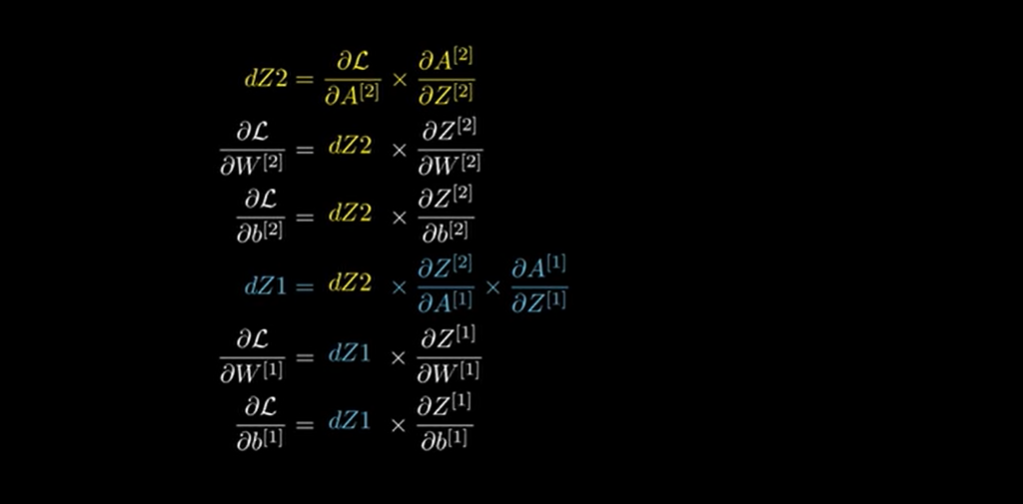 $dZ2 = \frac{\partial \mathcal{L}}{\partial A^{[2]}} \times \frac{\partial A^{[2]}}{\partial Z^{[2]}}$
$\frac{\partial \mathcal{L}}{\partial W^{[2]}} = dZ2 \times \frac{\partial Z^{[2]}}{\partial W^{[2]}}$
$\frac{\partial \mathcal{L}}{\partial b^{[2]}} = dZ2 \times \frac{\partial Z^{[2]}}{\partial b^{[2]}}$
$dZ1 = dZ2 \times \frac{\partial Z^{[2]}}{\partial A^{[1]}} \times \frac{\partial A^{[1]}}{\partial Z^{[1]}}$
$\frac{\partial \mathcal{L}}{\partial W^{[1]}} = dZ1 \times \frac{\partial Z^{[1]}}{\partial W^{[1]}}$
$\frac{\partial \mathcal{L}}{\partial b^{[1]}} = dZ1 \times \frac{\partial Z^{[1]}}{\partial b^{[1]}}$